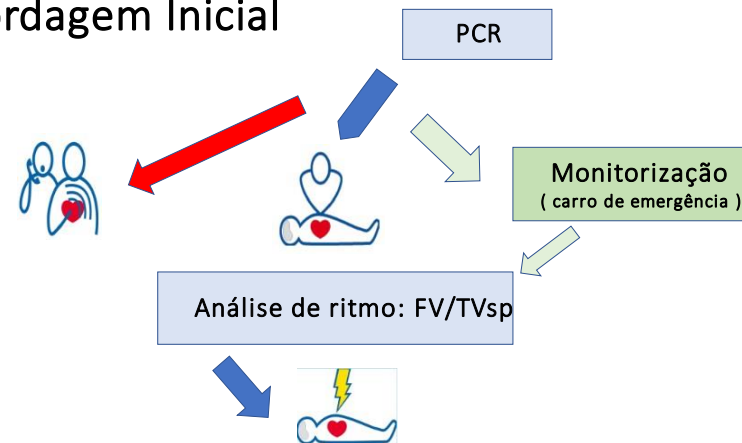 rdagem Inicial
PCR
Monitorização
( carro de emergência )
Análise de ritmo: FV/TVsp